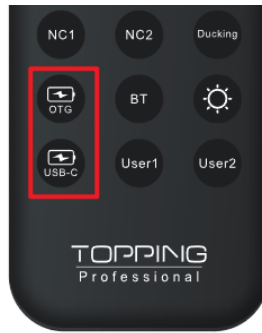 NC1 NC2 Ducking
OTG BT
USB-C User1 User2
TOPPING
Professional